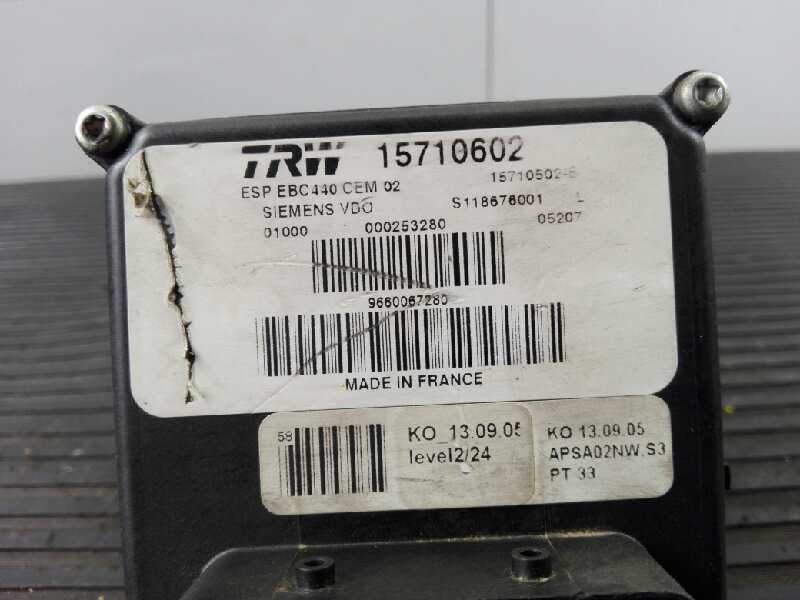 TRW 15710602
ESP EBC440 CEM 02 15710502-B
SIEMENS VDO S118676001 L
01000 000253280 05207
9660067280
MADE IN FRANCE
58
KO_13.09.05 KO 13.09.05
level2/24 APSA02NW.S3
PT 33